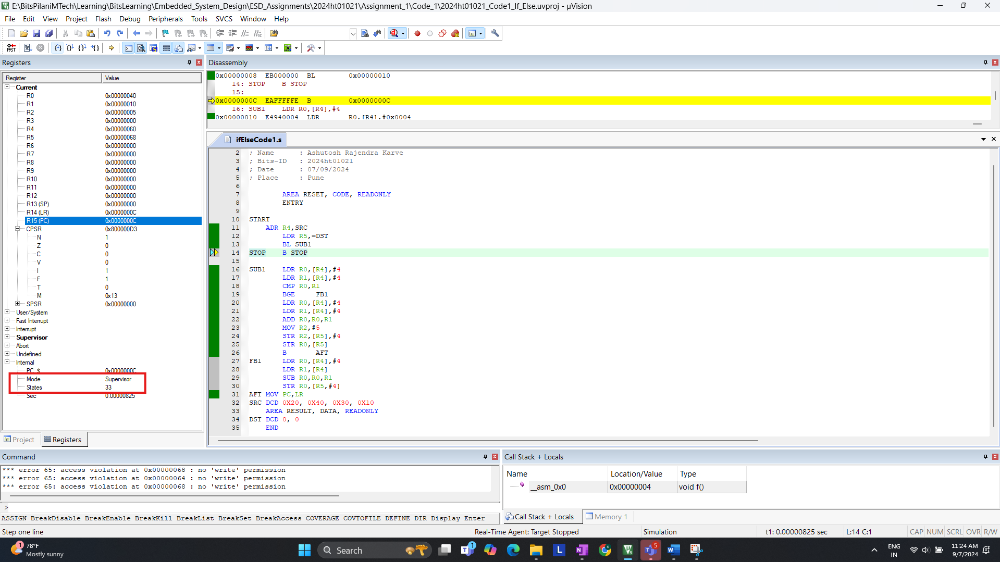 E:\BitsPilaniMTech\Learning\BitsLearning\Embedded_System_Design\ESD_Assignments\2024ht01021\Assignment_1\Code_1\2024ht01021_Code1_If_Else.uvproj - µVision
File Edit View Project Flash Debug Peripherals Tools SVCS Window Help
RST
Registers
Register Value
Current
R0 0x00000040
R1 0x00000010
R2 0x00000005
R3 0x00000000
R4 0x00000060
R5 0x00000068
R6 0x00000000
R7 0x00000000
R8 0x00000000
R9 0x00000000
R10 0x00000000
R11 0x00000000
R12 0x00000000
R13 (SP) 0x00000000
R14 (LR) 0x0000000C
R15 (PC) 0x0000000C
CPSR 0x800000D3
N 1
Z 0
C 0
V 0
I 1
F 1
T 0
M 0x13
SPSR 0x00000000
User/System
Fast Interrupt
Interrupt
Supervisor
Abort
Undefined
Internal
PC $ 0x0000000C
Mode Supervisor
States 33
Sec 0.00000825
Project Registers
Disassembly
0x00000008 EB000000 BL 0x00000010
14: STOP B STOP
15:
0x0000000C EAFFFFFE B 0x0000000C
16: SUB1 LDR R0,[R4],#4
0x00000010 E4940004 LDR R0,[R4],#0x0004
ifElseCode1.s
2 ; Name : Ashutosh Rajendra Karve
3 ; Bits-ID : 2024ht01021
4 ; Date : 07/09/2024
5 ; Place : Pune
6
7 AREA RESET, CODE, READONLY
8 ENTRY
9
10 START
11 ADR R4,SRC
12 LDR R5,=DST
13 BL SUB1
14 STOP B STOP
15
16 SUB1 LDR R0,[R4],#4
17 LDR R1,[R4],#4
18 CMP R0,R1
19 BGE FB1
20 LDR R0,[R4],#4
21 LDR R1,[R4],#4
22 ADD R0,R0,R1
23 MOV R2,#5
24 STR R2,[R5],#4
25 STR R0,[R5]
26 B AFT
27 FB1 LDR R0,[R4],#4
28 LDR R1,[R4]
29 SUB R0,R0,R1
30 STR R0,[R5,#4]
31 AFT MOV PC,LR
32 SRC DCD 0X20, 0X40, 0X30, 0X10
33 AREA RESULT, DATA, READONLY
34 DST DCD 0, 0
35 END
Command
*** error 65: access violation at 0x00000068 : no 'write' permission
*** error 65: access violation at 0x00000064 : no 'write' permission
*** error 65: access violation at 0x00000068 : no 'write' permission
>
ASSIGN BreakDisable BreakEnable BreakKill BreakList BreakSet BreakAccess COVERAGE COVTOFILE DEFINE DIR Display Enter
Call Stack + Locals
Name Location/Value Type
__asm_0x0 0x00000004 void f()
Call Stack + Locals Memory 1
Step one line Real-Time Agent: Target Stopped Simulation t1: 0.00000825 sec L:14 C:1 CAP NUM SCRL OVR R/W
1 78°F
Mostly sunny
Search
1
L
5
ENG
IN
11:24 AM
9/7/2024